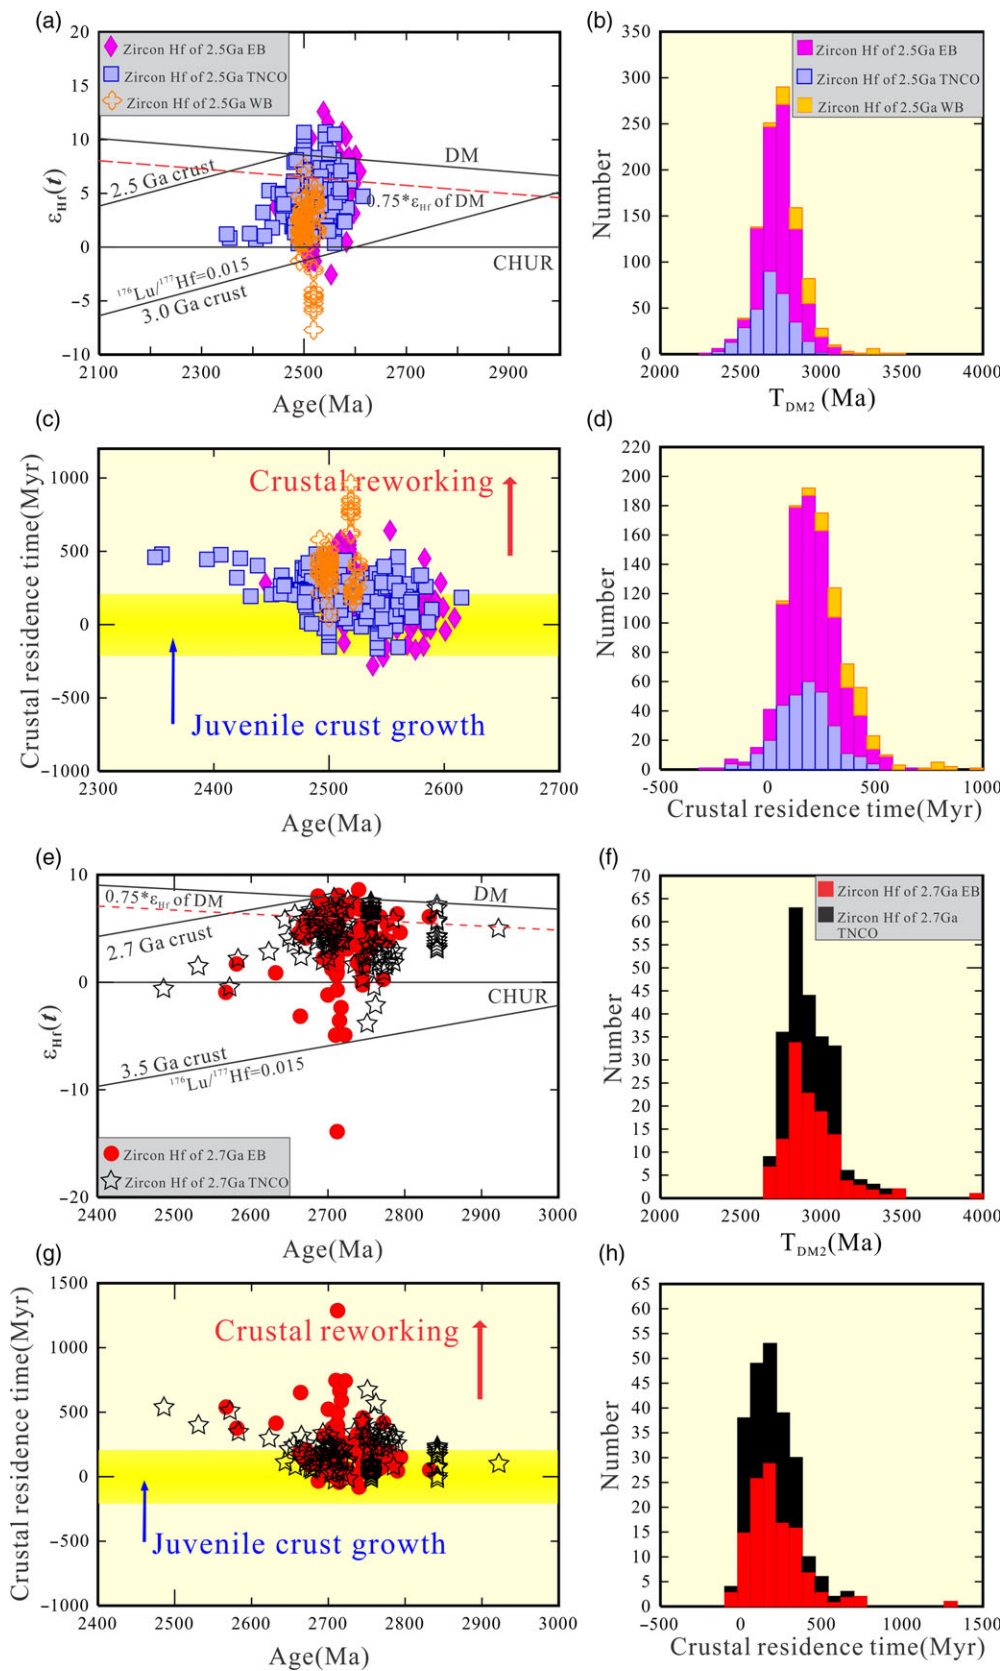 (a)
Zircon Hf of 2.5Ga EB
Zircon Hf of 2.5Ga TNCO
Zircon Hf of 2.5Ga WB
20
15
10
5
0
−5
−10
εHf(t)
DM
2.5 Ga crust
0.75*εHf of DM
CHUR
176Lu/177Hf=0.015
3.0 Ga crust
2100 2300 2500 2700 2900
Age(Ma)
(b)
Zircon Hf of 2.5Ga EB
Zircon Hf of 2.5Ga TNCO
Zircon Hf of 2.5Ga WB
350
300
250
200
150
100
50
0
Number
2000 2500 3000 3500 4000
TDM2 (Ma)
(c)
1000
500
0
−500
−1000
Crustal residence time(Myr)
Crustal reworking
Juvenile crust growth
2300 2400 2500 2600 2700
Age(Ma)
(d)
220
200
180
160
140
120
100
80
60
40
20
0
Number
−500 0 500 1000
Crustal residence time(Myr)
(e)
10
0
−10
−20
εHf(t)
0.75*εHf of DM
DM
2.7 Ga crust
CHUR
3.5 Ga crust
176Lu/177Hf=0.015
Zircon Hf of 2.7Ga EB
Zircon Hf of 2.7Ga TNCO
2400 2500 2600 2700 2800 2900 3000
Age(Ma)
(f)
Zircon Hf of 2.7Ga EB
Zircon Hf of 2.7Ga
TNCO
70
65
60
55
50
45
40
35
30
25
20
15
10
5
0
Number
2000 2500 3000 3500 4000
TDM2(Ma)
(g)
1500
1000
500
0
−500
−1000
Crustal residence time(Myr)
Crustal reworking
Juvenile crust growth
2400 2500 2600 2700 2800 2900 3000
Age(Ma)
(h)
65
60
55
50
45
40
35
30
25
20
15
10
5
0
Number
−500 0 500 1000 1500
Crustal residence time(Myr)